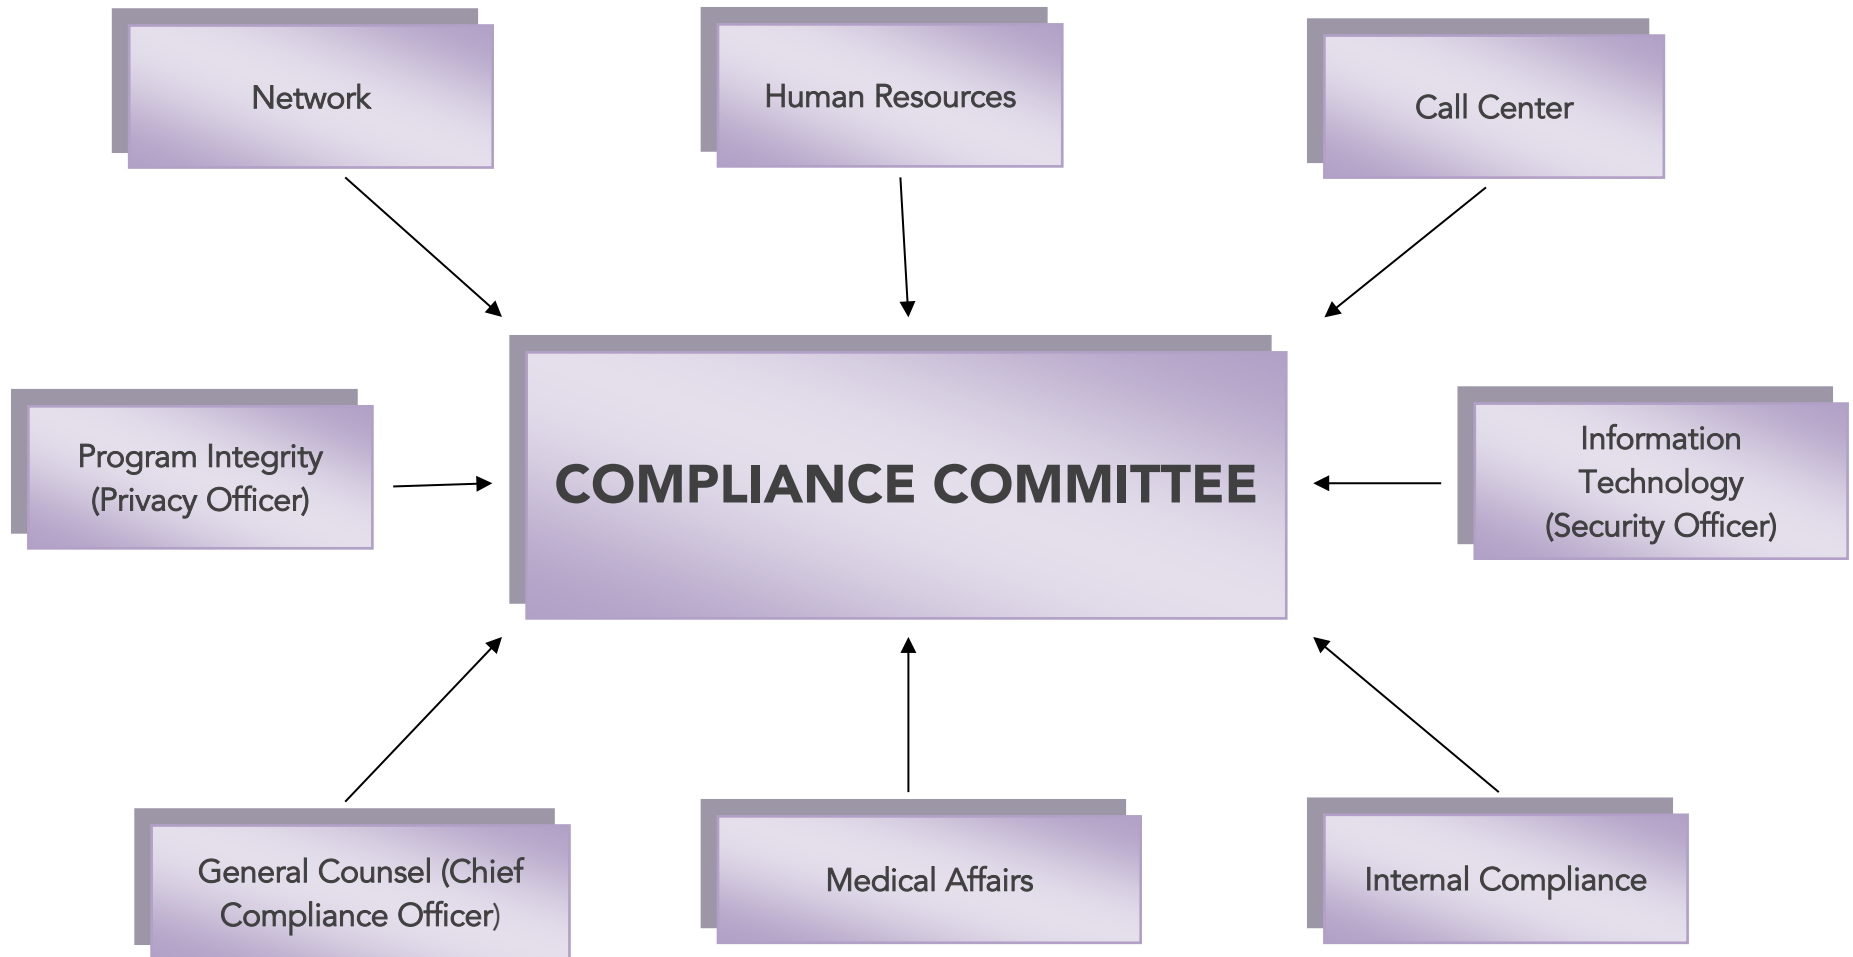 Network
Human Resources
Call Center
Program Integrity
(Privacy Officer)
COMPLIANCE COMMITTEE
Information
Technology
(Security Officer)
General Counsel (Chief
Compliance Officer)
Medical Affairs
Internal Compliance